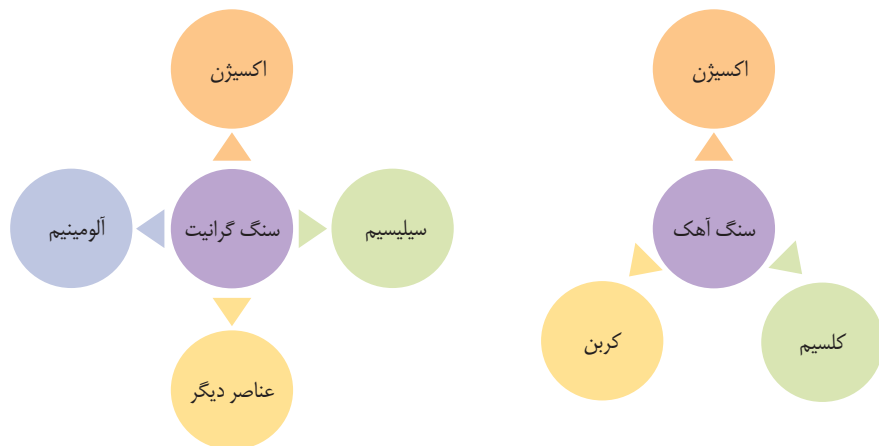 اکسیژن
سنگ آهک
کربن
کلسیم
اکسیژن
سیلیسیم
سنگ گرانیت
آلومینیم
عناصر دیگر